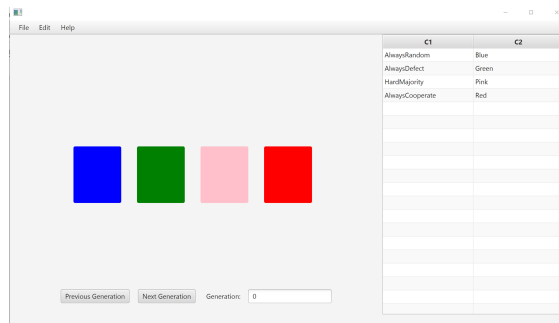 File Edit Help
C1 C2
AlwaysRandom Blue
AlwaysDefect Green
HardMajority Pink
AlwaysCooperate Red
Previous Generation Next Generation Generation: 0